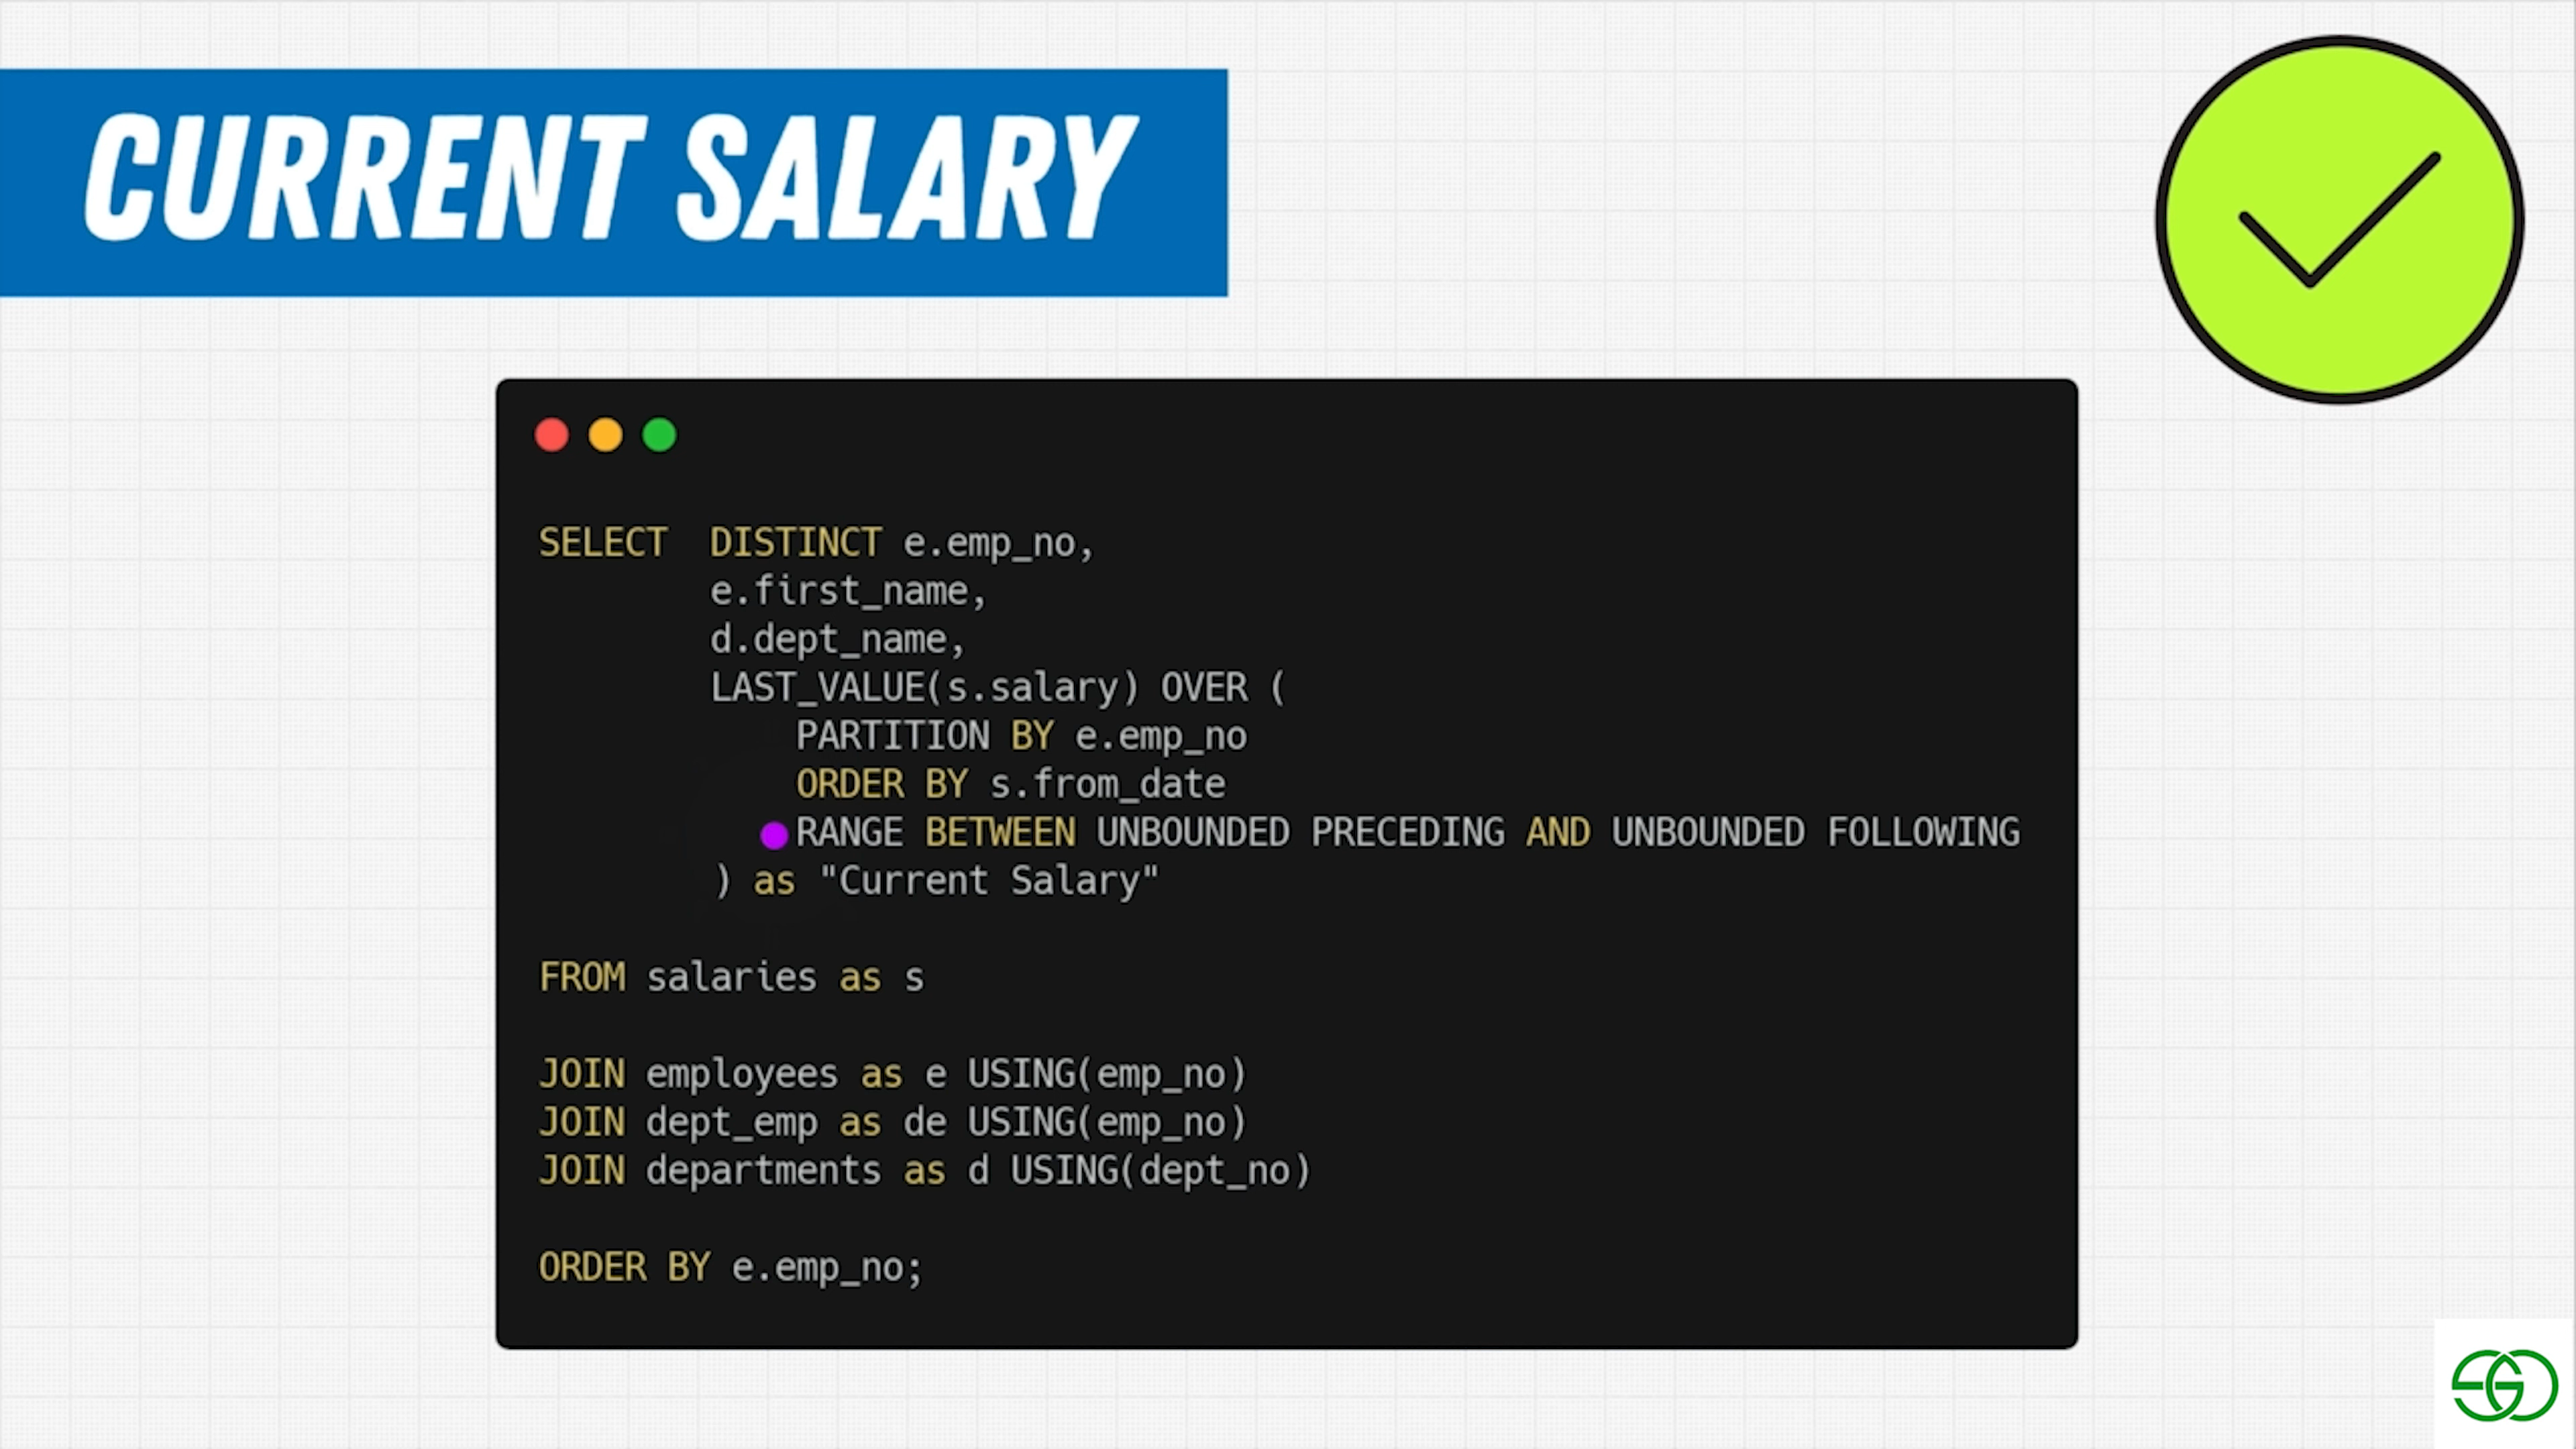 CURRENT SALARY
SELECT  DISTINCT e.emp_no,
        e.first_name,
        d.dept_name,
        LAST_VALUE(s.salary) OVER (
            PARTITION BY e.emp_no
            ORDER BY s.from_date
            RANGE BETWEEN UNBOUNDED PRECEDING AND UNBOUNDED FOLLOWING
        ) as "Current Salary"
FROM salaries as s
JOIN employees as e USING(emp_no)
JOIN dept_emp as de USING(emp_no)
JOIN departments as d USING(dept_no)
ORDER BY e.emp_no;